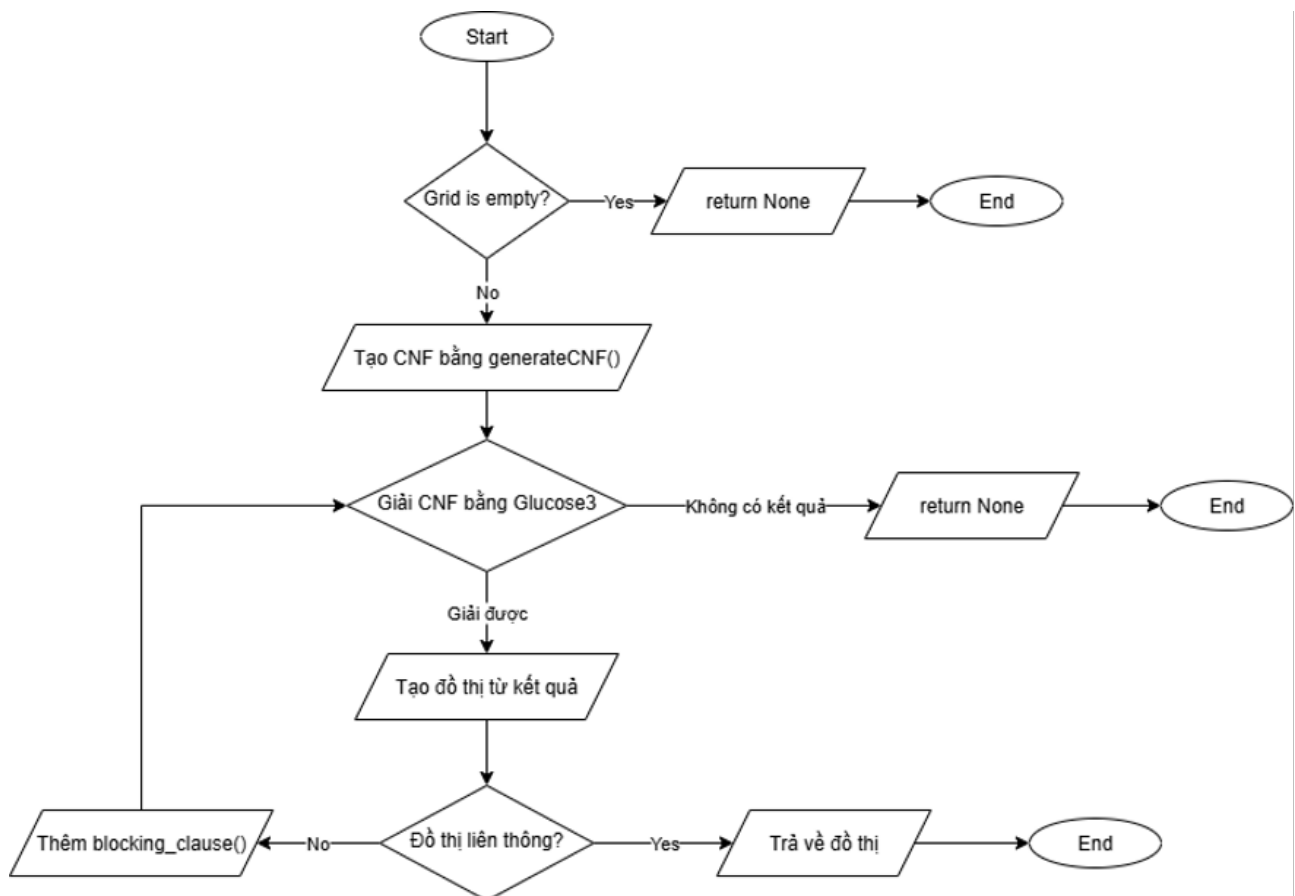 Start
Grid is empty?
Yes
return None
End
No
Tạo CNF bằng generateCNF()
Giải CNF bằng Glucose3
Không có kết quả
return None
End
Giải được
Tạo đồ thị từ kết quả
Thêm blocking_clause()
No
Đồ thị liên thông?
Yes
Trả về đồ thị
End